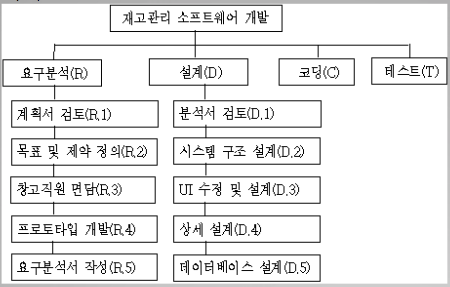 재고관리 소프트웨어 개발
요구분석(R)
설계(D)
코딩(C)
테스트(T)
계획서 검토(R.1)
분석서 검토(D.1)
목표 및 제약 정의(R.2)
시스템 구조 설계(D.2)
창고직원 면담(R.3)
UI 수정 및 설계(D.3)
프로토타입 개발(R.4)
상세 설계(D.4)
요구분석서 작성(R.5)
데이터베이스 설계(D.5)